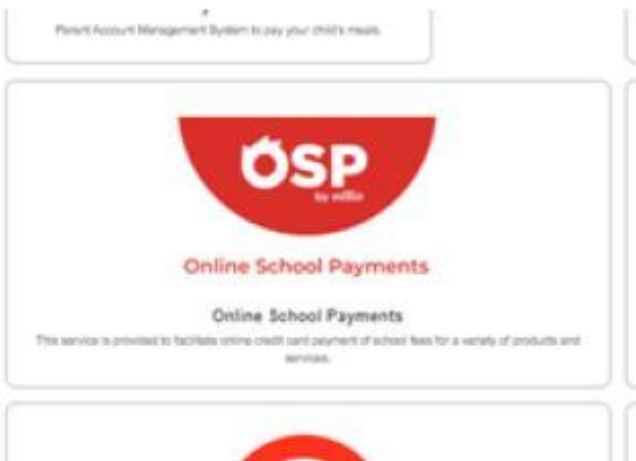 Parent Account Management System to pay your child's meals.
OSP
by edlio
Online School Payments
Online School Payments
This service is provided to facilitate online credit card payment of school fees for a variety of products and
services.